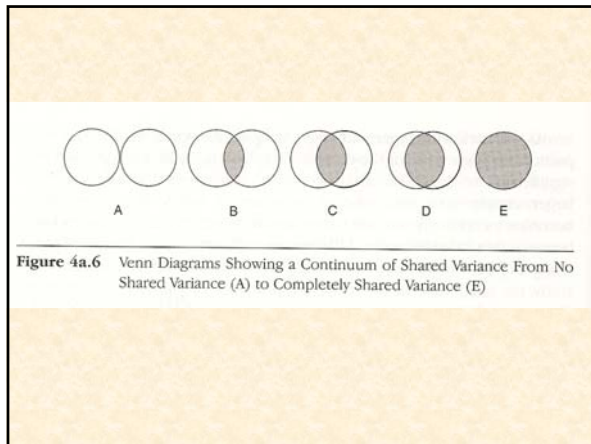 A B C D E
Figure 4a.6 Venn Diagrams Showing a Continuum of Shared Variance From No
Shared Variance (A) to Completely Shared Variance (E)